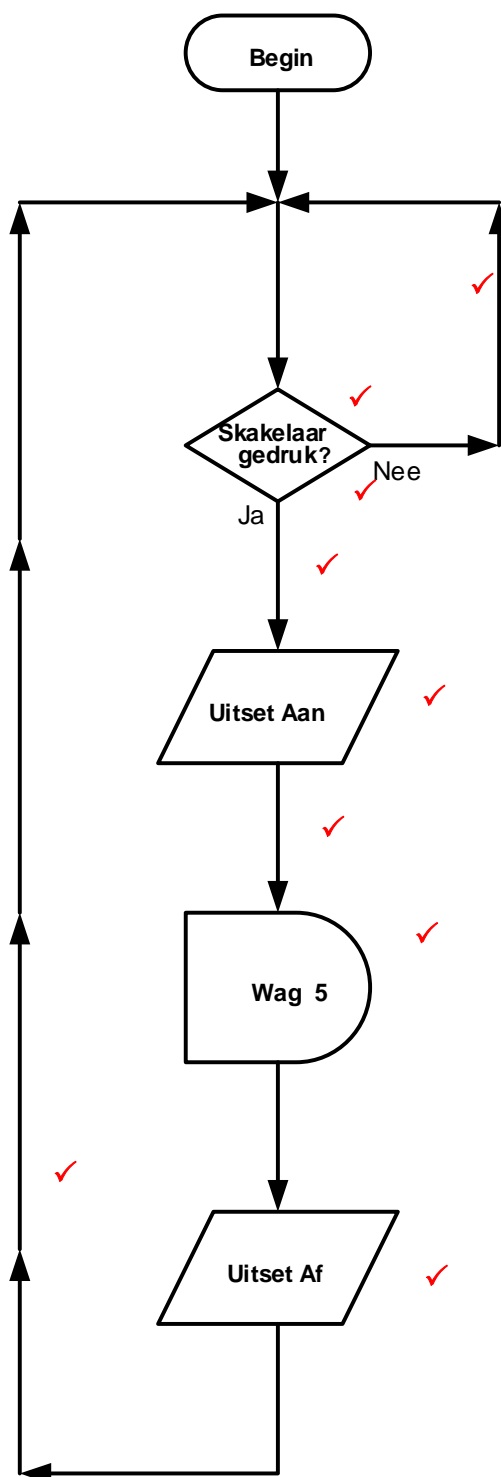 Begin
Skakelaar
gedruk?
Nee
Ja
Uitset Aan
Wag 5
Uitset Af